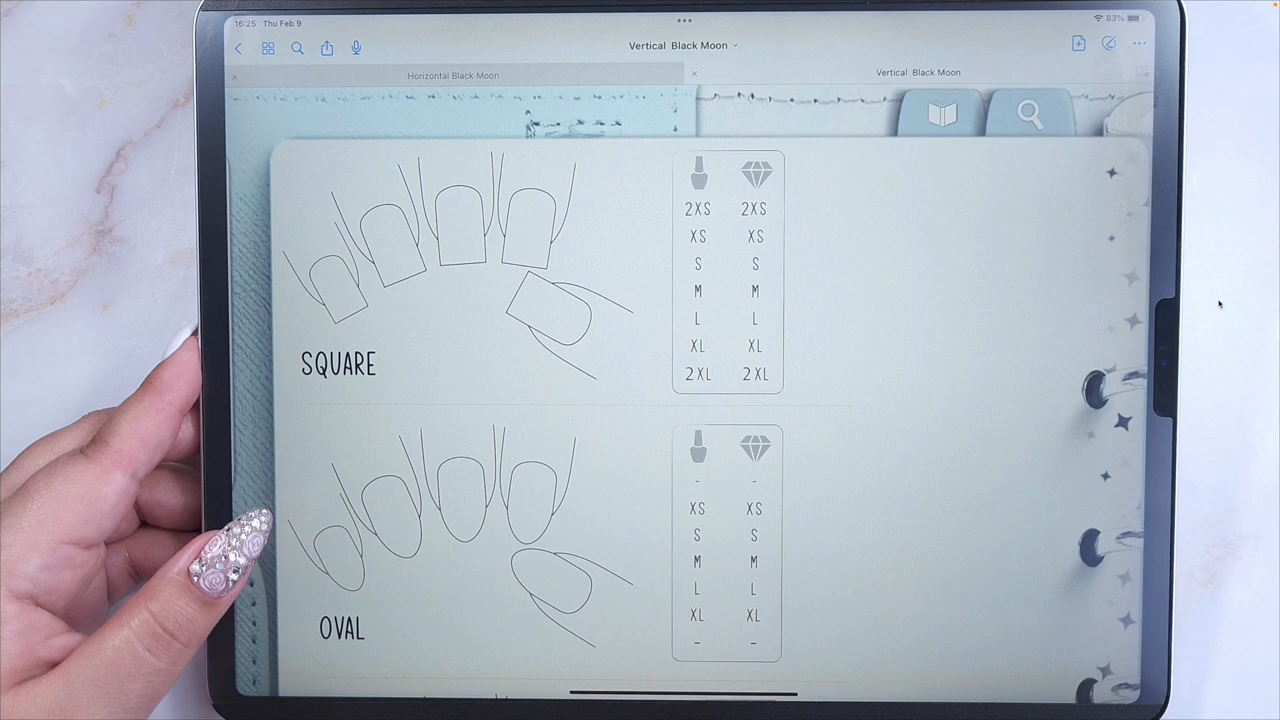 16:25 Thu Feb 9
83%
Vertical Black Moon
Horizontal Black Moon
Vertical Black Moon
2XS 2XS
XS XS
S S
M M
L L
XL XL
2XL 2XL
SQUARE
- -
XS XS
S S
M M
L L
XL XL
- -
OVAL